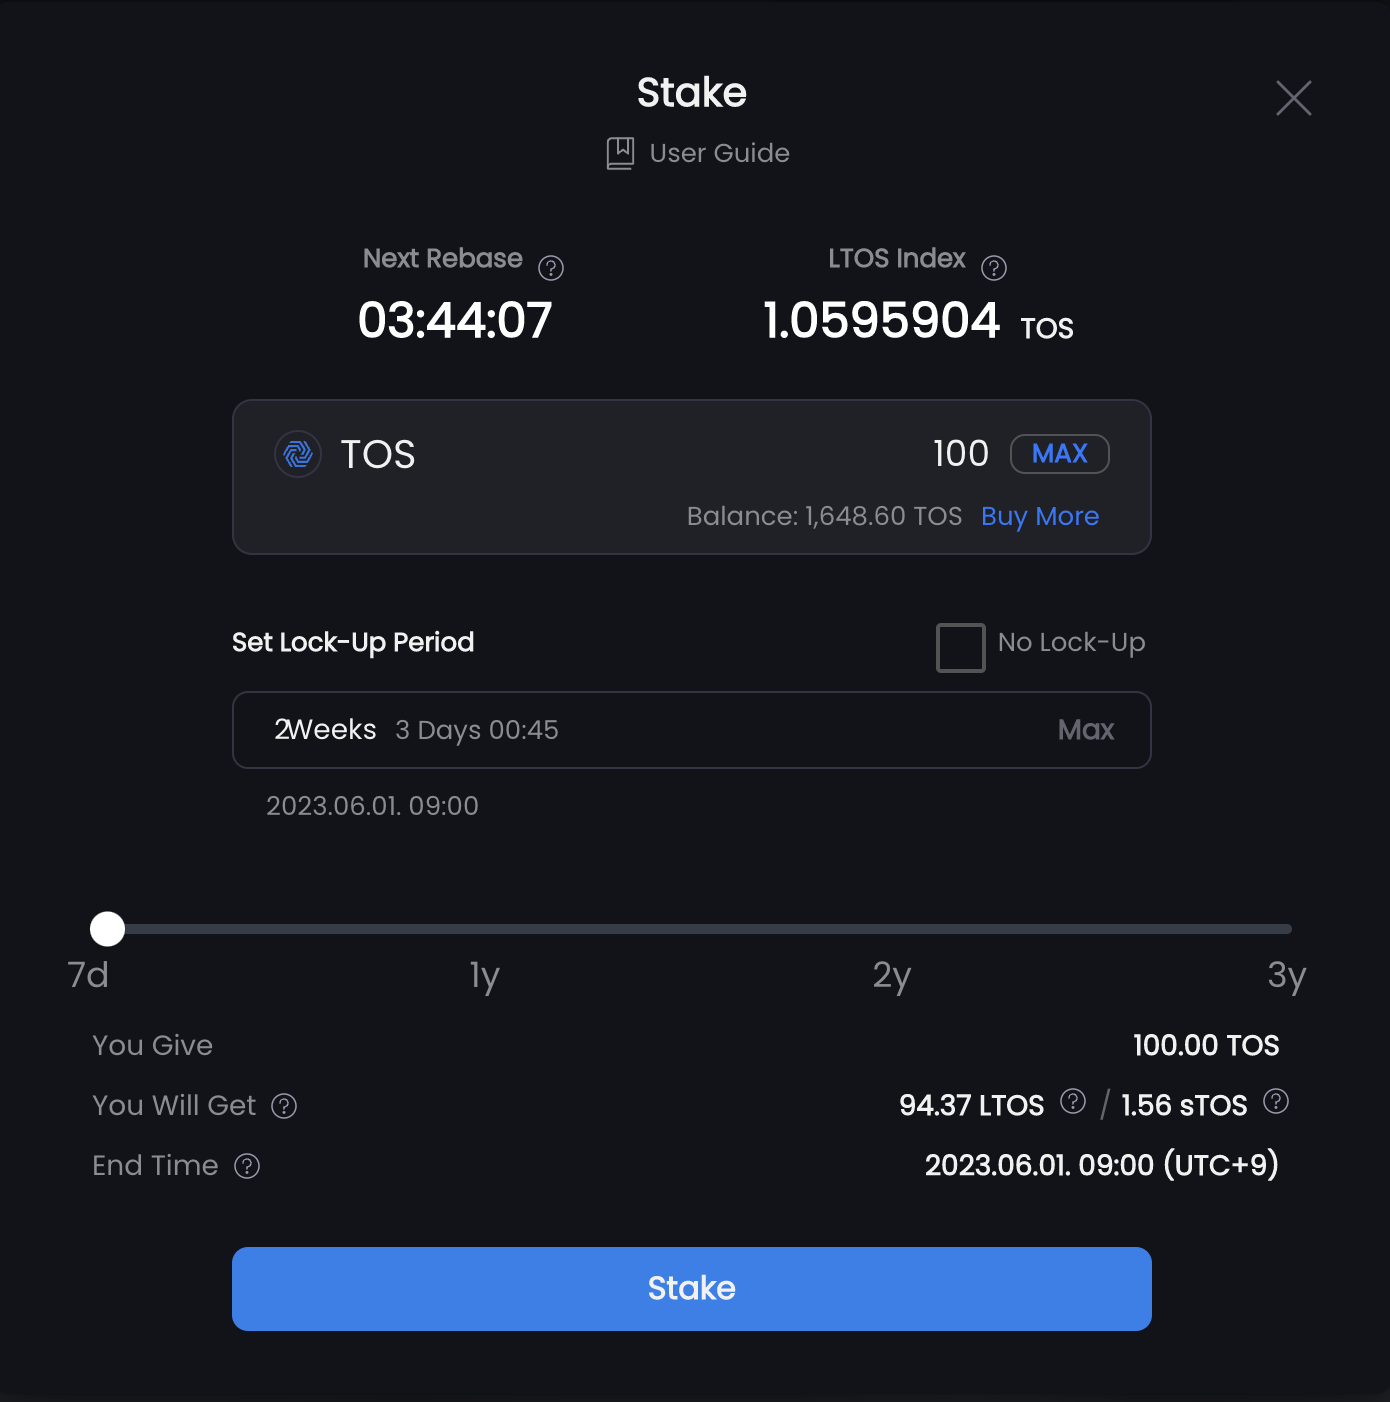 Stake
User Guide
Next Rebase ? LTOS Index ?
03:44:07 1.0595904 TOS
TOS 100 MAX
Balance: 1,648.60 TOS Buy More
Set Lock-Up Period No Lock-Up
2Weeks 3 Days 00:45 Max
2023.06.01. 09:00
7d 1y 2y 3y
You Give 100.00 TOS
You Will Get ? 94.37 LTOS ? / 1.56 sTOS ?
End Time ? 2023.06.01. 09:00 (UTC+9)
Stake